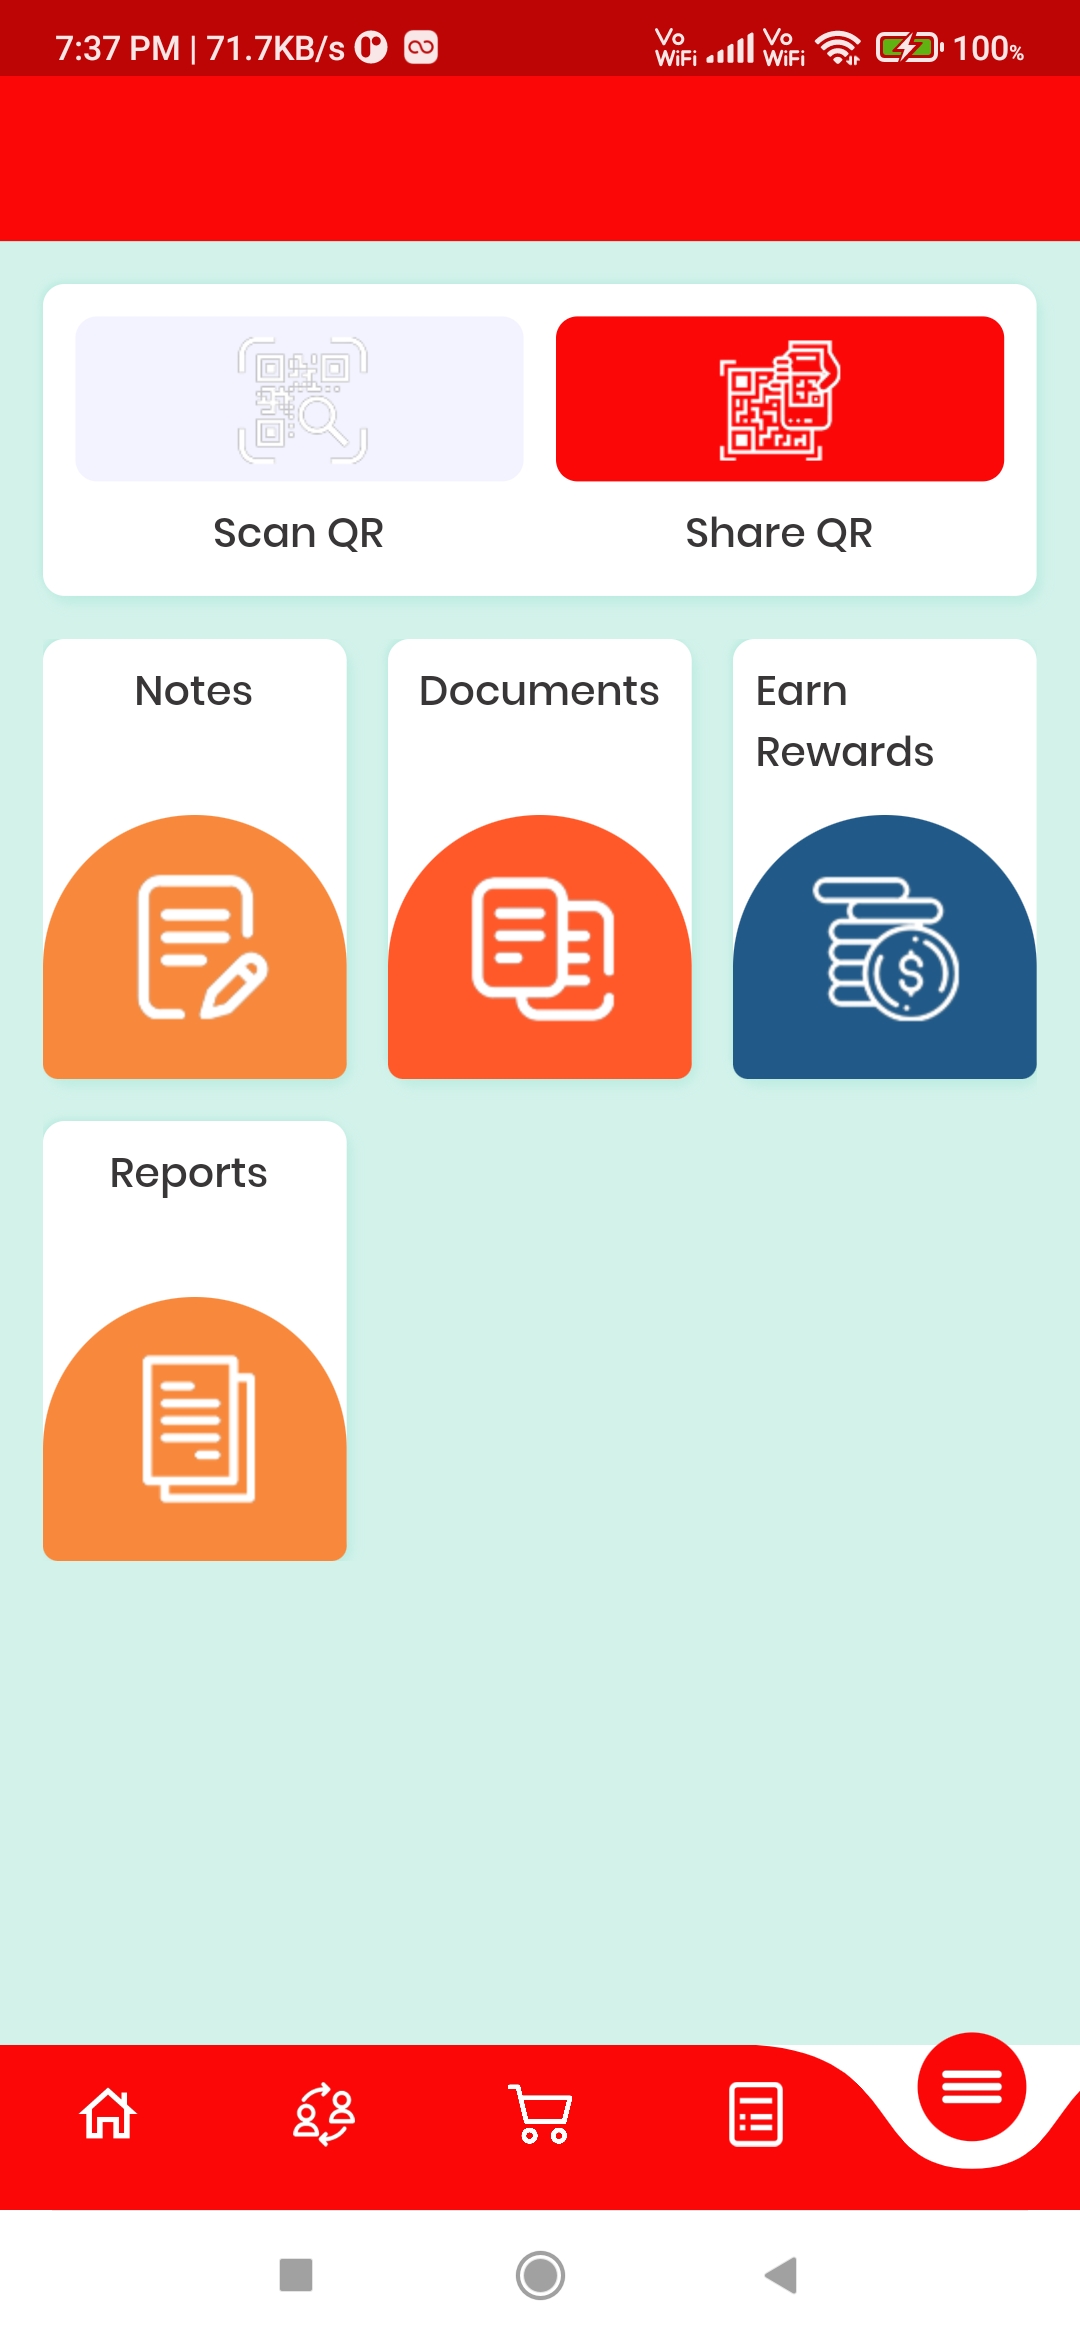 7:37 PM | 71.7KB/s
Vo WiFi Vo WiFi 100%
Scan QR
Share QR
Notes
Documents
Earn
Rewards
Reports